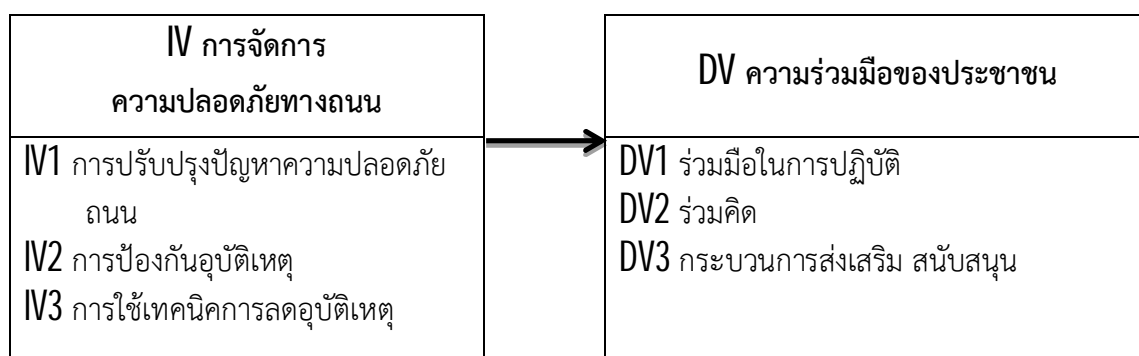 IV การจัดการ
ความปลอดภัยทางถนน
IV1 การปรับปรุงปัญหาความปลอดภัย
ถนน
IV2 การป้องกันอุบัติเหตุ
IV3 การใช้เทคนิคการลดอุบัติเหตุ
DV ความร่วมมือของประชาชน
DV1 ร่วมมือในการปฏิบัติ
DV2 ร่วมคิด
DV3 กระบวนการส่งเสริม สนับสนุน